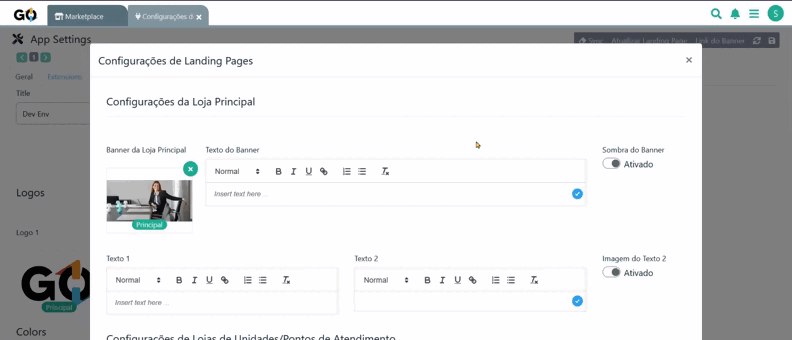 GO
Marketplace
Configurações d
S
App Settings
Save Atualizar Landing Page Link do Banner
1
Configurações de Landing Pages
Geral Extensions
Configurações da Loja Principal
Title
Dev Env
Banner da Loja Principal Texto do Banner Sombra do Banner
Normal B I U Ativado
Insert text here ...
Principal
Logos
Logo 1
Texto 1 Texto 2 Imagem do Texto 2
Normal B I U Normal B I U Ativado
Insert text here ...
GO
Principal
Colors
Configurações de Lojas de Unidades/Pontos de Atendimento